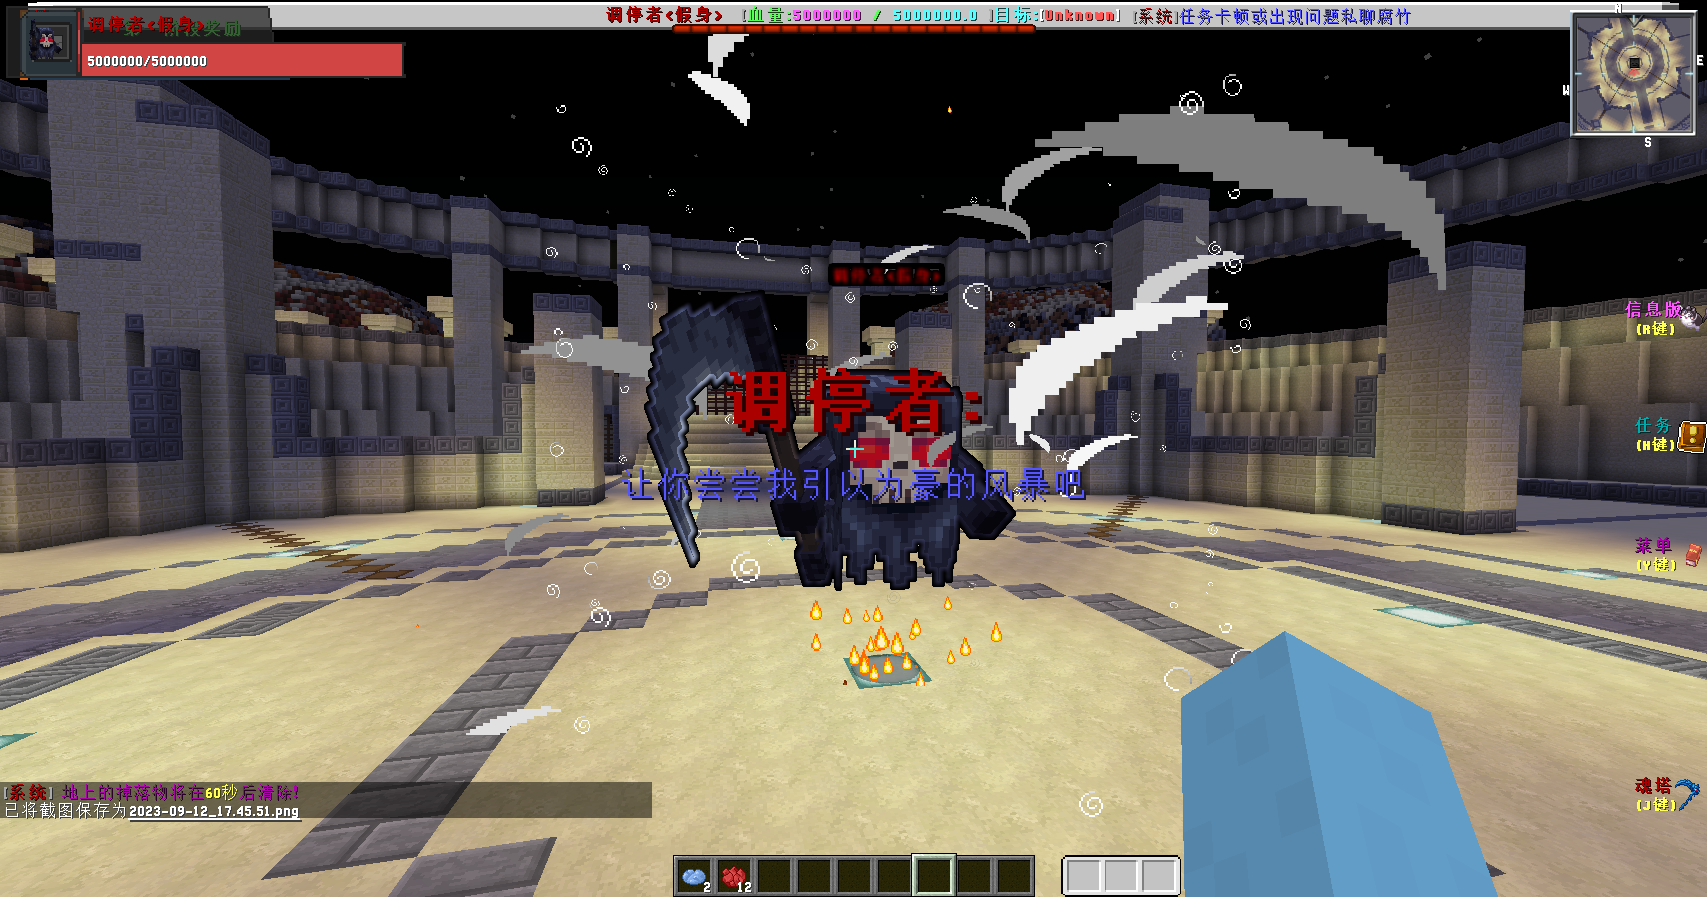 调停者<假身>
5000000/5000000
调停者<假身> [血量:5000000 / 5000000.0 ]目标:[Unknown] [系统]任务卡顿或出现问题私聊腐竹
N
E
W
S
调停者:
让你尝尝我引以为豪的风暴吧
信息版
(R键)
任务
(H键)
菜单
(Y键)
魂塔
(J键)
[系统] 地上的掉落物将在60秒后清除!
已将截图保存为2023-09-12_17.45.51.png
2
12